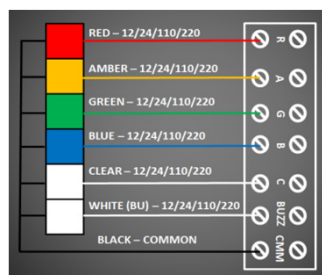 RED – 12/24/110/220
R
AMBER – 12/24/110/220
A
GREEN – 12/24/110/220
G
BLUE – 12/24/110/220
B
CLEAR – 12/24/110/220
C
WHITE (BU) – 12/24/110/220
BUZZ
BLACK – COMMON
CMM